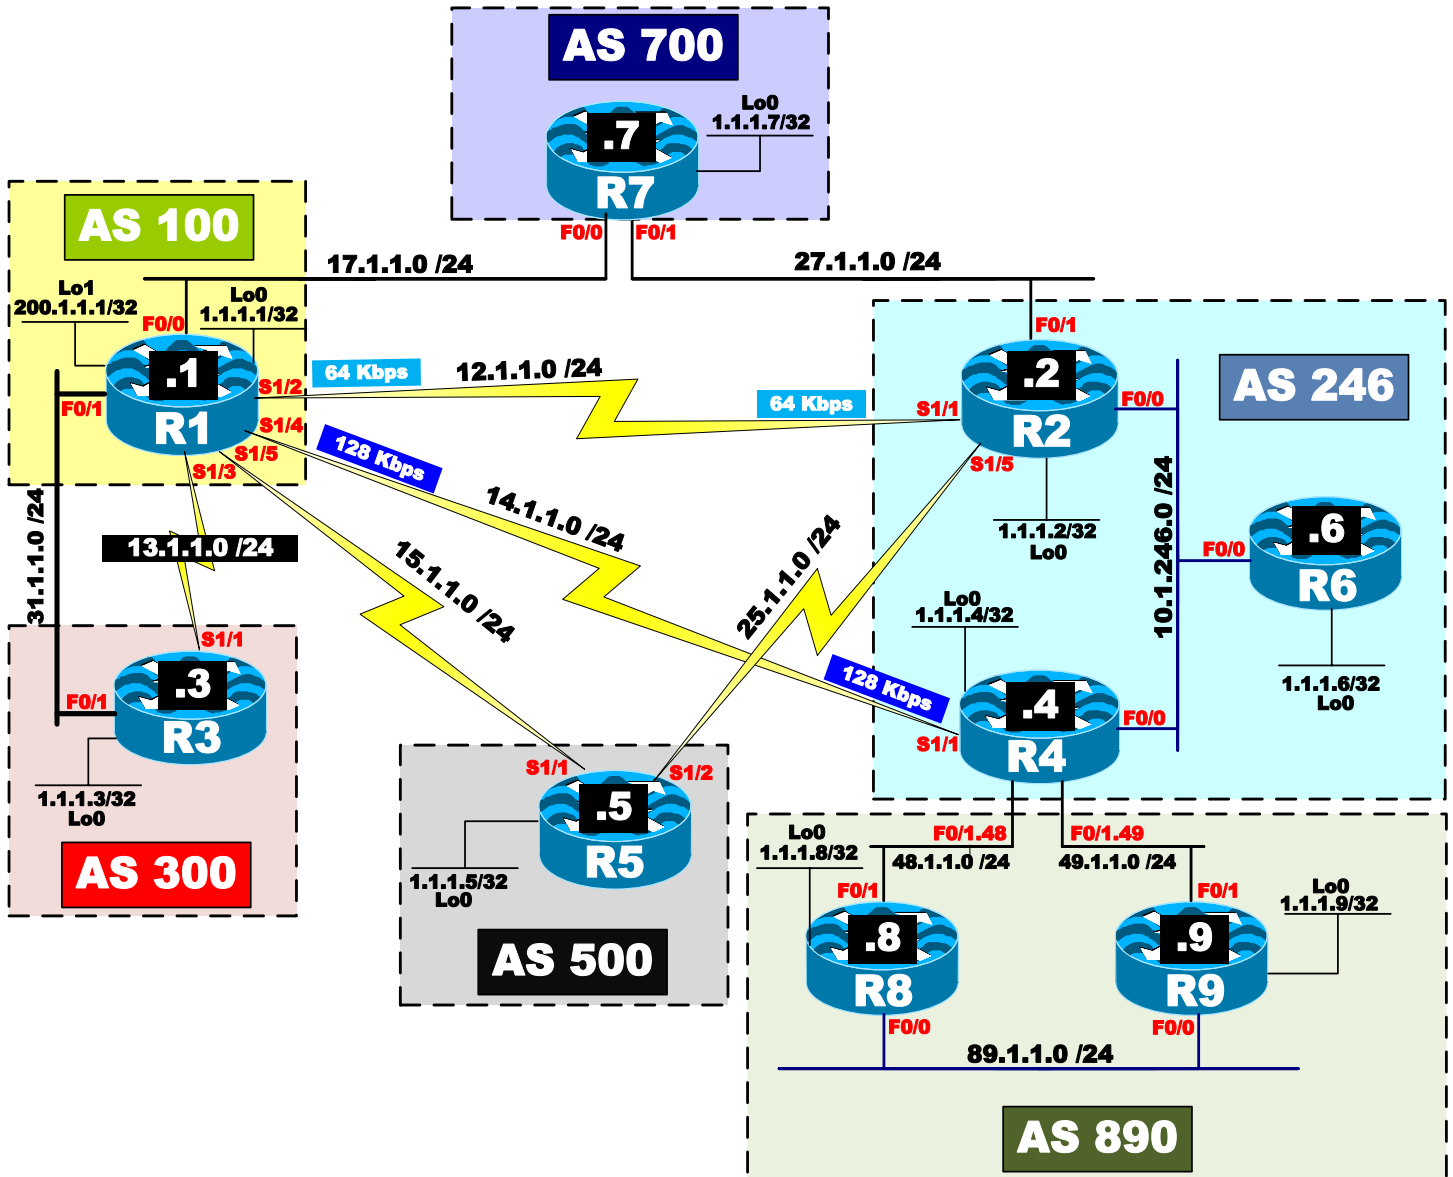 AS 700
Lo0
1.1.1.7/32
.7
R7
F0/0
F0/1
17.1.1.0 /24
27.1.1.0 /24
AS 100
Lo1
200.1.1.1/32
Lo0
1.1.1.1/32
F0/0
.1
R1
F0/1
S1/2
S1/4
S1/5
S1/3
64 Kbps
12.1.1.0 /24
64 Kbps
128 Kbps
14.1.1.0 /24
128 Kbps
31.1.1.0 /24
13.1.1.0 /24
15.1.1.0 /24
25.1.1.0 /24
F0/1
.2
R2
S1/1
S1/5
F0/0
1.1.1.2/32
Lo0
AS 246
10.1.246.0 /24
F0/0
.6
R6
1.1.1.6/32
Lo0
Lo0
1.1.1.4/32
.4
R4
S1/1
F0/0
S1/1
F0/1
.3
R3
1.1.1.3/32
Lo0
AS 300
S1/1
S1/2
.5
R5
1.1.1.5/32
Lo0
AS 500
F0/1.48
F0/1.49
48.1.1.0 /24
49.1.1.0 /24
Lo0
1.1.1.8/32
F0/1
.8
R8
F0/0
F0/1
Lo0
1.1.1.9/32
.9
R9
F0/0
89.1.1.0 /24
AS 890